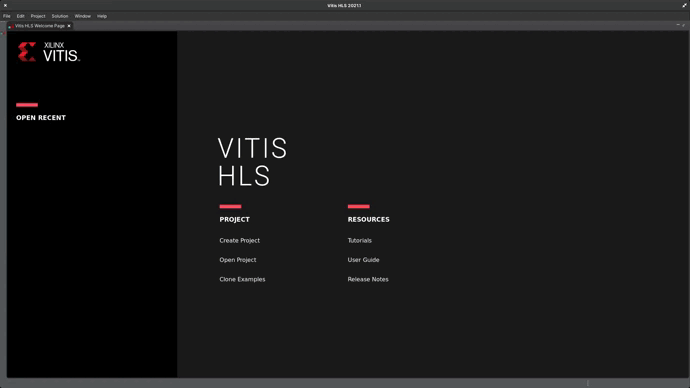 Vitis HLS 2021.1
File Edit Project Solution Window Help
Vitis HLS Welcome Page
XILINX
VITIS.
OPEN RECENT
VITIS
HLS
PROJECT
RESOURCES
Create Project
Tutorials
Open Project
User Guide
Clone Examples
Release Notes